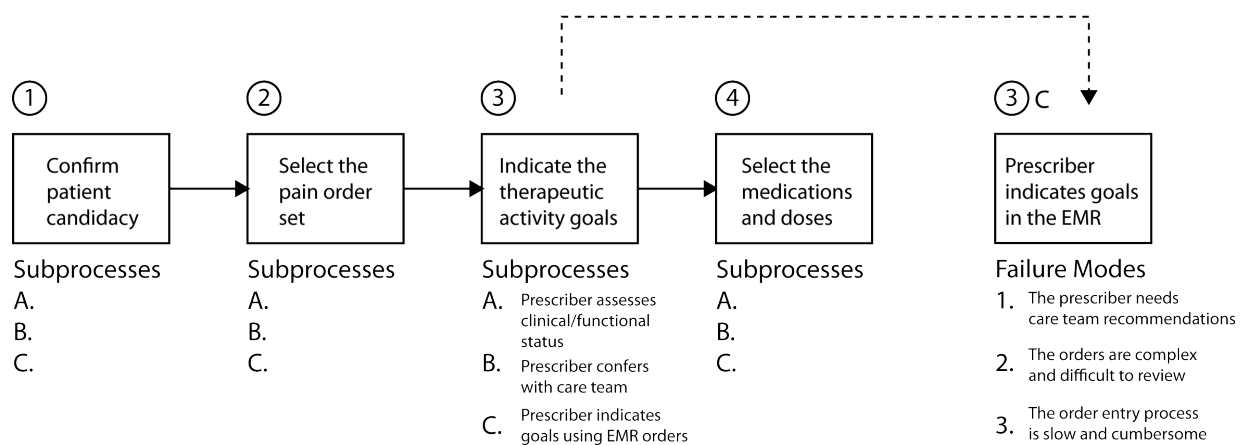 1
Confirm
patient
candidacy
Subprocesses
A.
B.
C.
2
Select the
pain order
set
Subprocesses
A.
B.
C.
3
Indicate the
therapeutic
activity goals
Subprocesses
A. Prescriber assesses
clinical/functional
status
B. Prescriber confers
with care team
C. Prescriber indicates
goals using EMR orders
4
Select the
medications
and doses
Subprocesses
A.
B.
C.
3 C
Prescriber
indicates goals
in the EMR
Failure Modes
1. The prescriber needs
care team recommendations
2. The orders are complex
and difficult to review
3. The order entry process
is slow and cumbersome